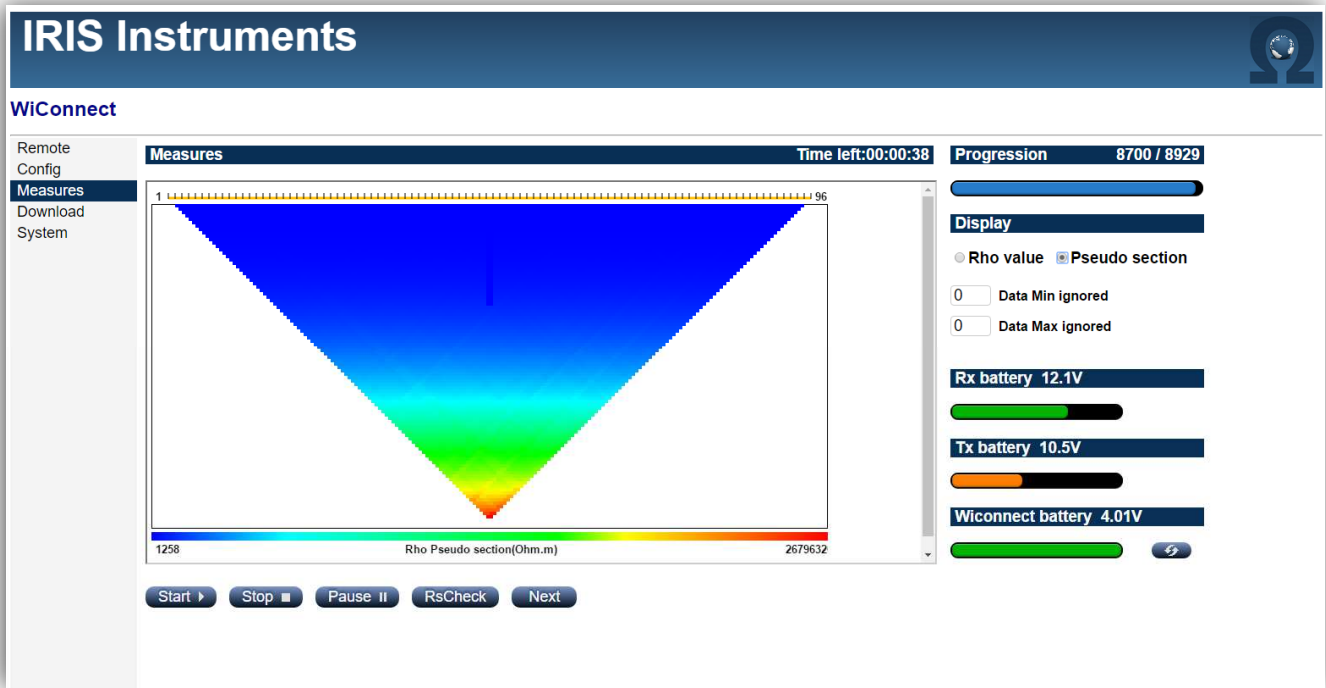 IRIS Instruments
WiConnect
Remote
Config
Measures
Download
System
Measures Time left:00:00:38
1 96
1258 Rho Pseudo section(Ohm.m) 2679632
Start Stop Pause RsCheck Next
Progression 8700 / 8929
Display
Rho value Pseudo section
0 Data Min ignored
0 Data Max ignored
Rx battery 12.1V
Tx battery 10.5V
Wiconnect battery 4.01V